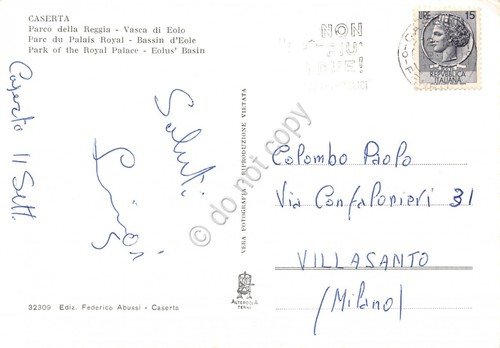 CASERTA
Parco della Reggia - Vasca di Eolo
Parc du Palais Royal - Bassin d'Eole
Park of the Royal Palace - Eolus' Basin
Caserta 11 Sett.
Saluti
VERA FOTOGRAFIA RIPRODUZIONE VIETATA
do not copy
NON
LIRE 15
REPUBBLICA
ITALIANA
Colombo Paolo
Via Confalonieri 31
VILLASANTO
(Milano)
ALTEROCCA
TERNI
32309 Ediz. Federico Abussi - Caserta